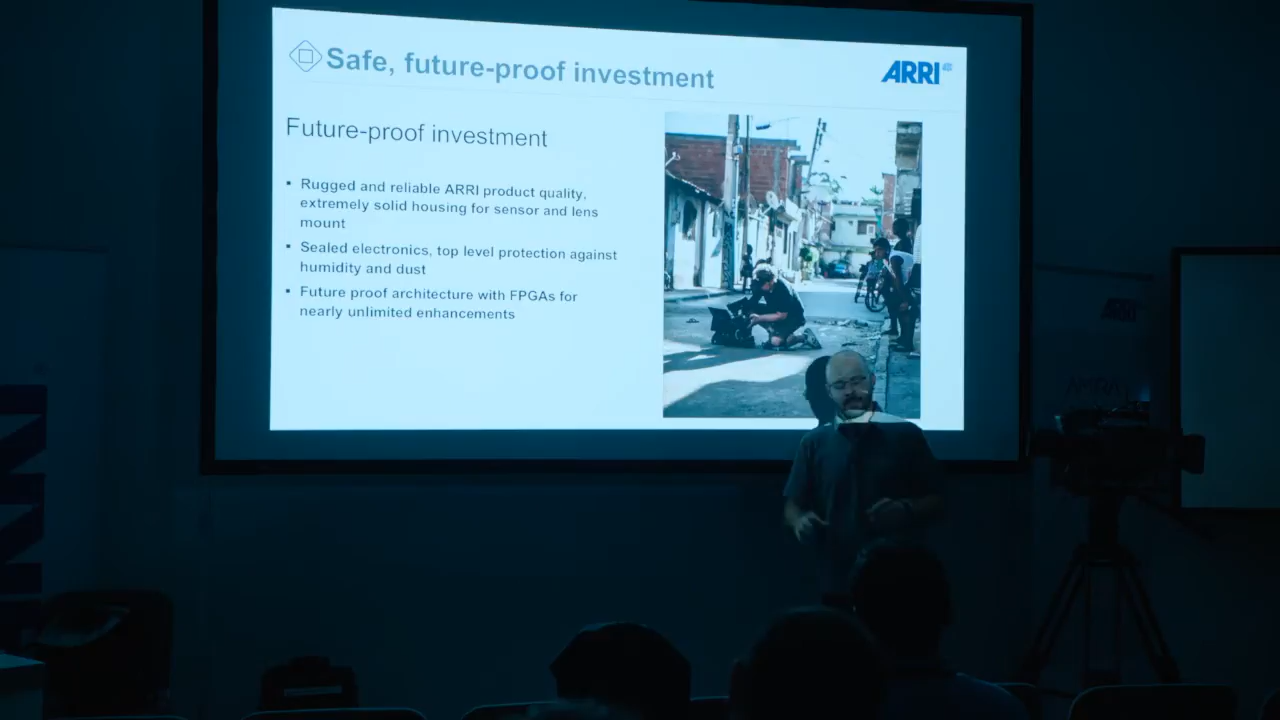 Safe, future-proof investment
ARRI
Future-proof investment
▪ Rugged and reliable ARRI product quality,
extremely solid housing for sensor and lens
mount
▪ Sealed electronics, top level protection against
humidity and dust
▪ Future proof architecture with FPGAs for
nearly unlimited enhancements
ARRI